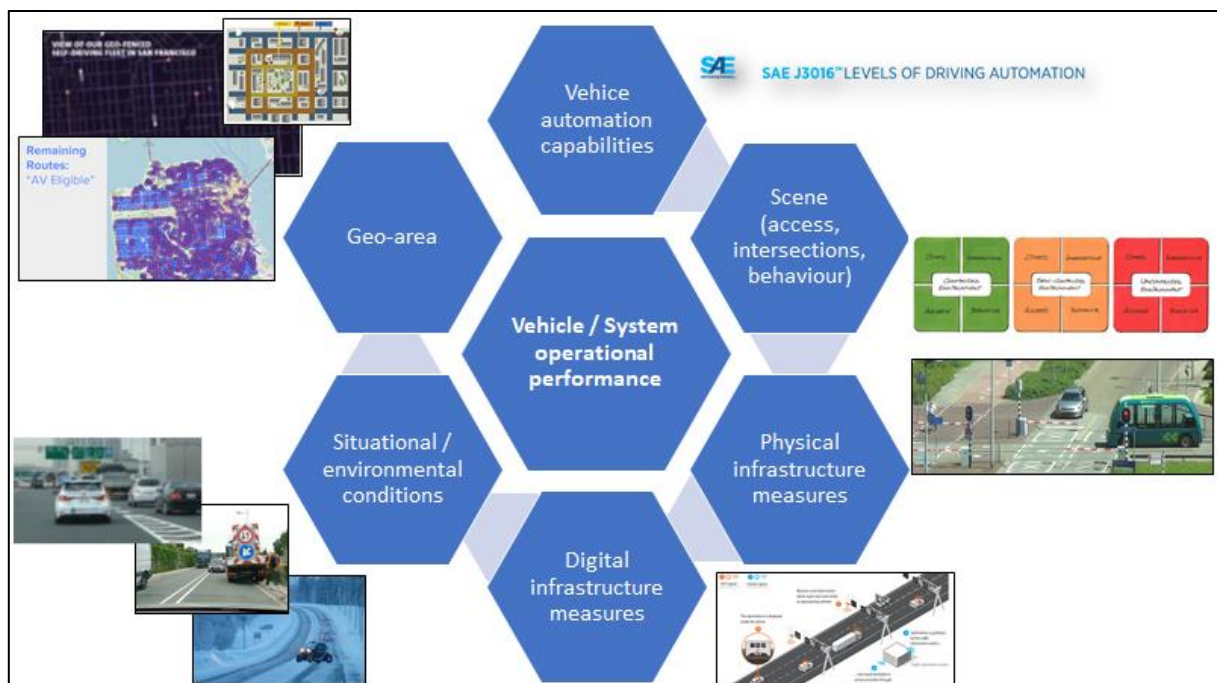 VIEW OF OUR GEO-FENCED
SELF-DRIVING FLEET IN SAN FRANCISCO
Remaining
Routes:
"AV Eligible"
SAE
INTERNATIONAL
SAE J3016™ LEVELS OF DRIVING AUTOMATION
Vehice
automation
capabilities
Geo-area
Scene
(access,
intersections,
behaviour)
Vehicle / System
operational
performance
Situational /
environmental
conditions
Physical
infrastructure
measures
Digital
infrastructure
measures